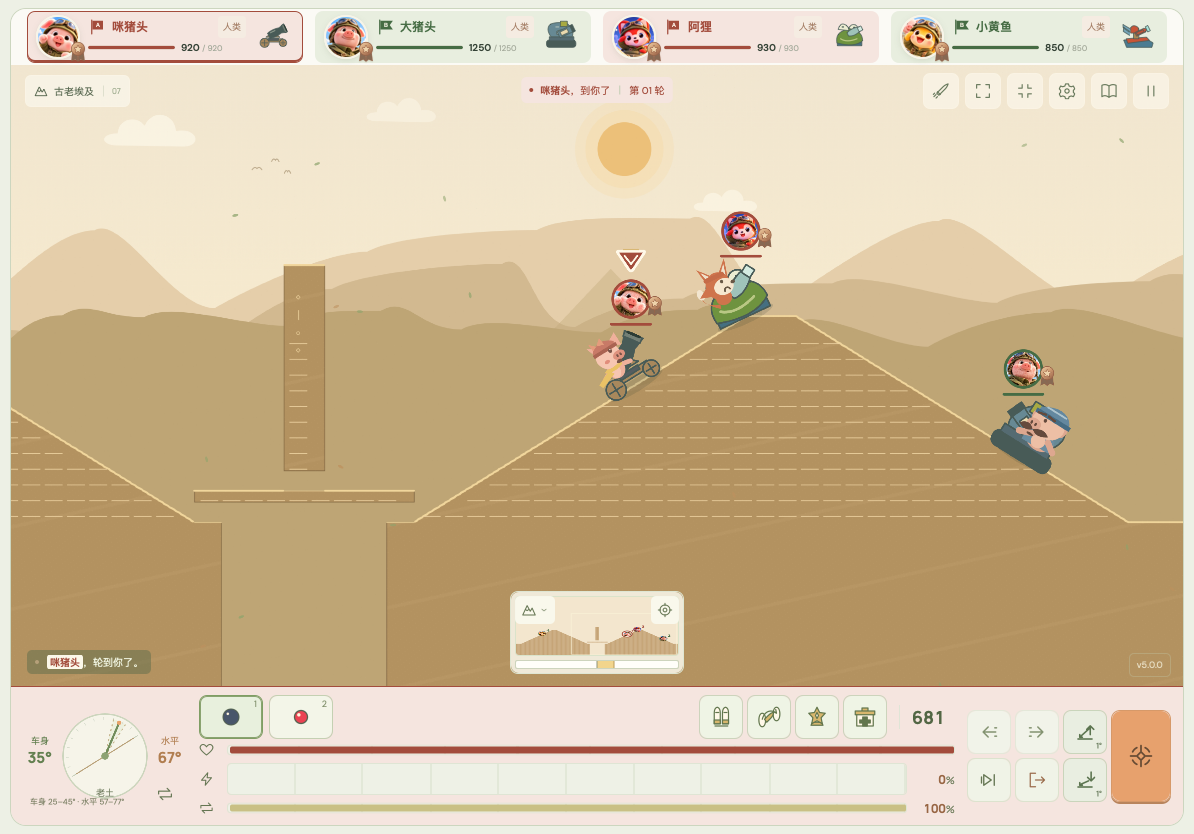 A 咪猪头 人类 920 / 920
B 大猪头 人类 1250 / 1250
A 阿狸 人类 930 / 930
B 小黄鱼 人类 850 / 850
古老埃及 07
咪猪头，到你了 第 01 轮
咪猪头，轮到你了。
v5.0.0
车身
35°
水平
67°
老土
车身 25–45° · 水平 57–77°
1
2
681
0%
100%
1°
1°